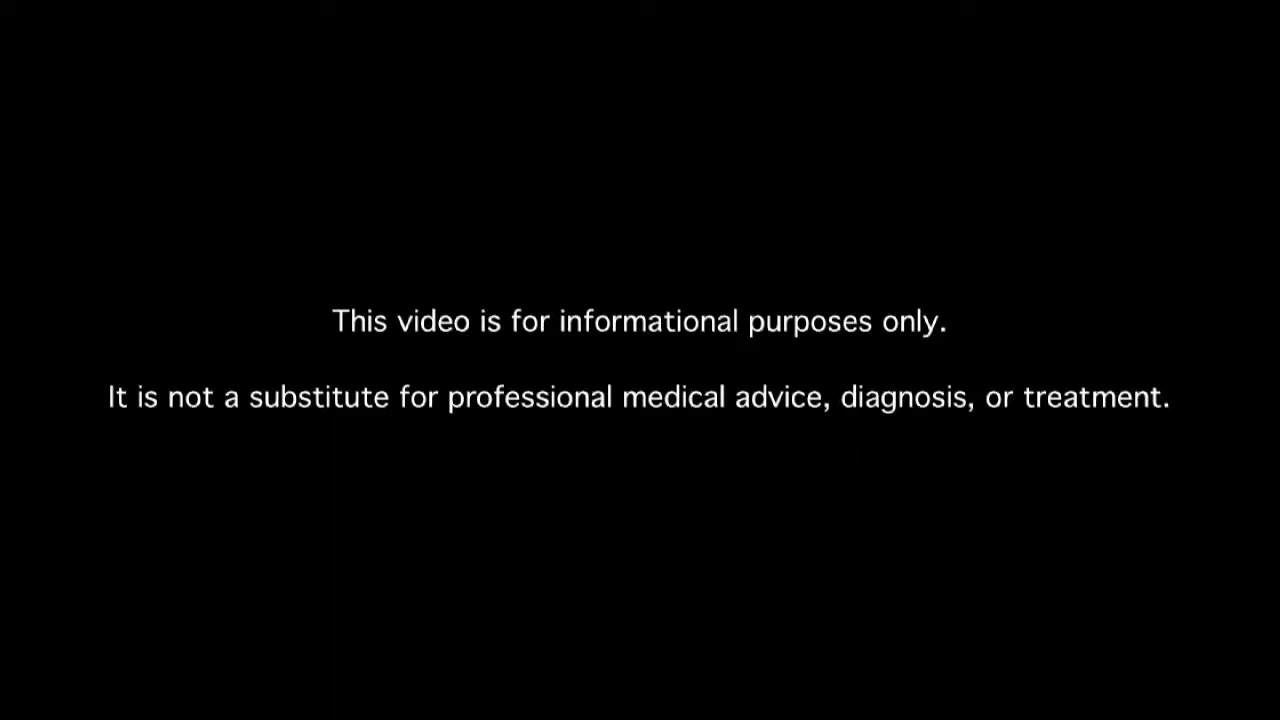 This video is for informational purposes only.
It is not a substitute for professional medical advice, diagnosis, or treatment.